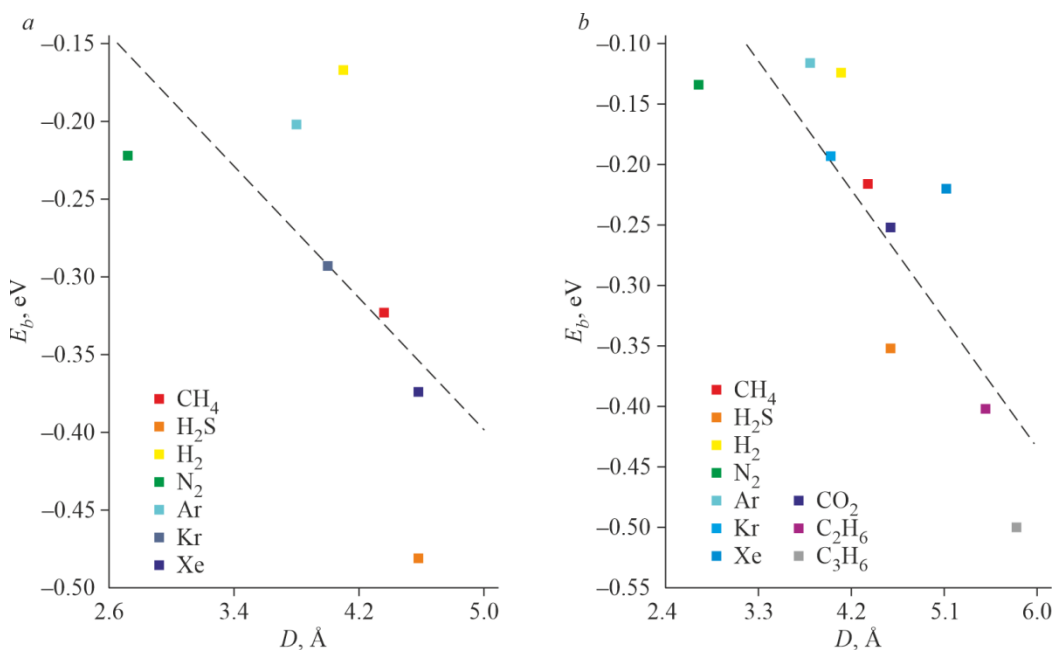 a
−0.15
−0.20
−0.25
−0.30
−0.35
−0.40
−0.45
−0.50
E_b, eV
CH₄
H₂S
H₂
N₂
Ar
Kr
Xe
2.6 3.4 4.2 5.0
D, Å
b
−0.10
−0.15
−0.20
−0.25
−0.30
−0.35
−0.40
−0.45
−0.50
−0.55
E_b, eV
CH₄
H₂S
H₂
N₂
Ar CO₂
Kr C₂H₆
Xe C₃H₆
2.4 3.3 4.2 5.1 6.0
D, Å